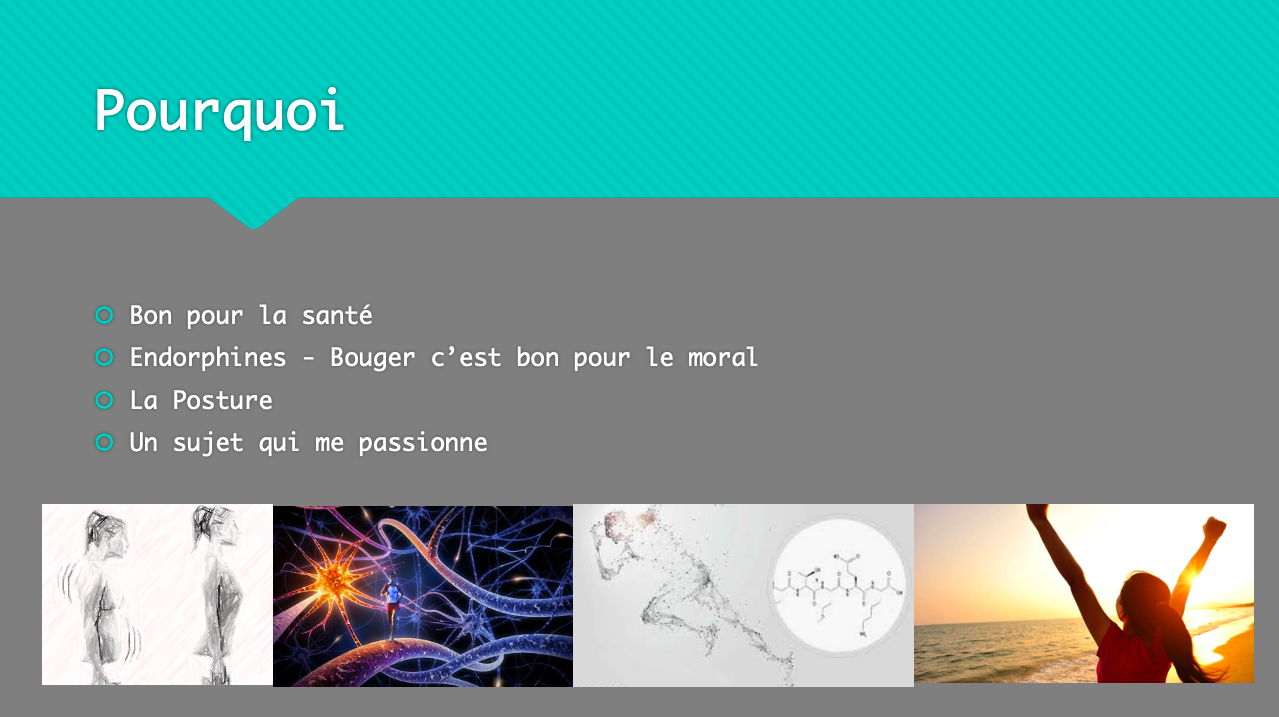 Pourquoi
Bon pour la santé
Endorphines - Bouger c’est bon pour le moral
La Posture
Un sujet qui me passionne